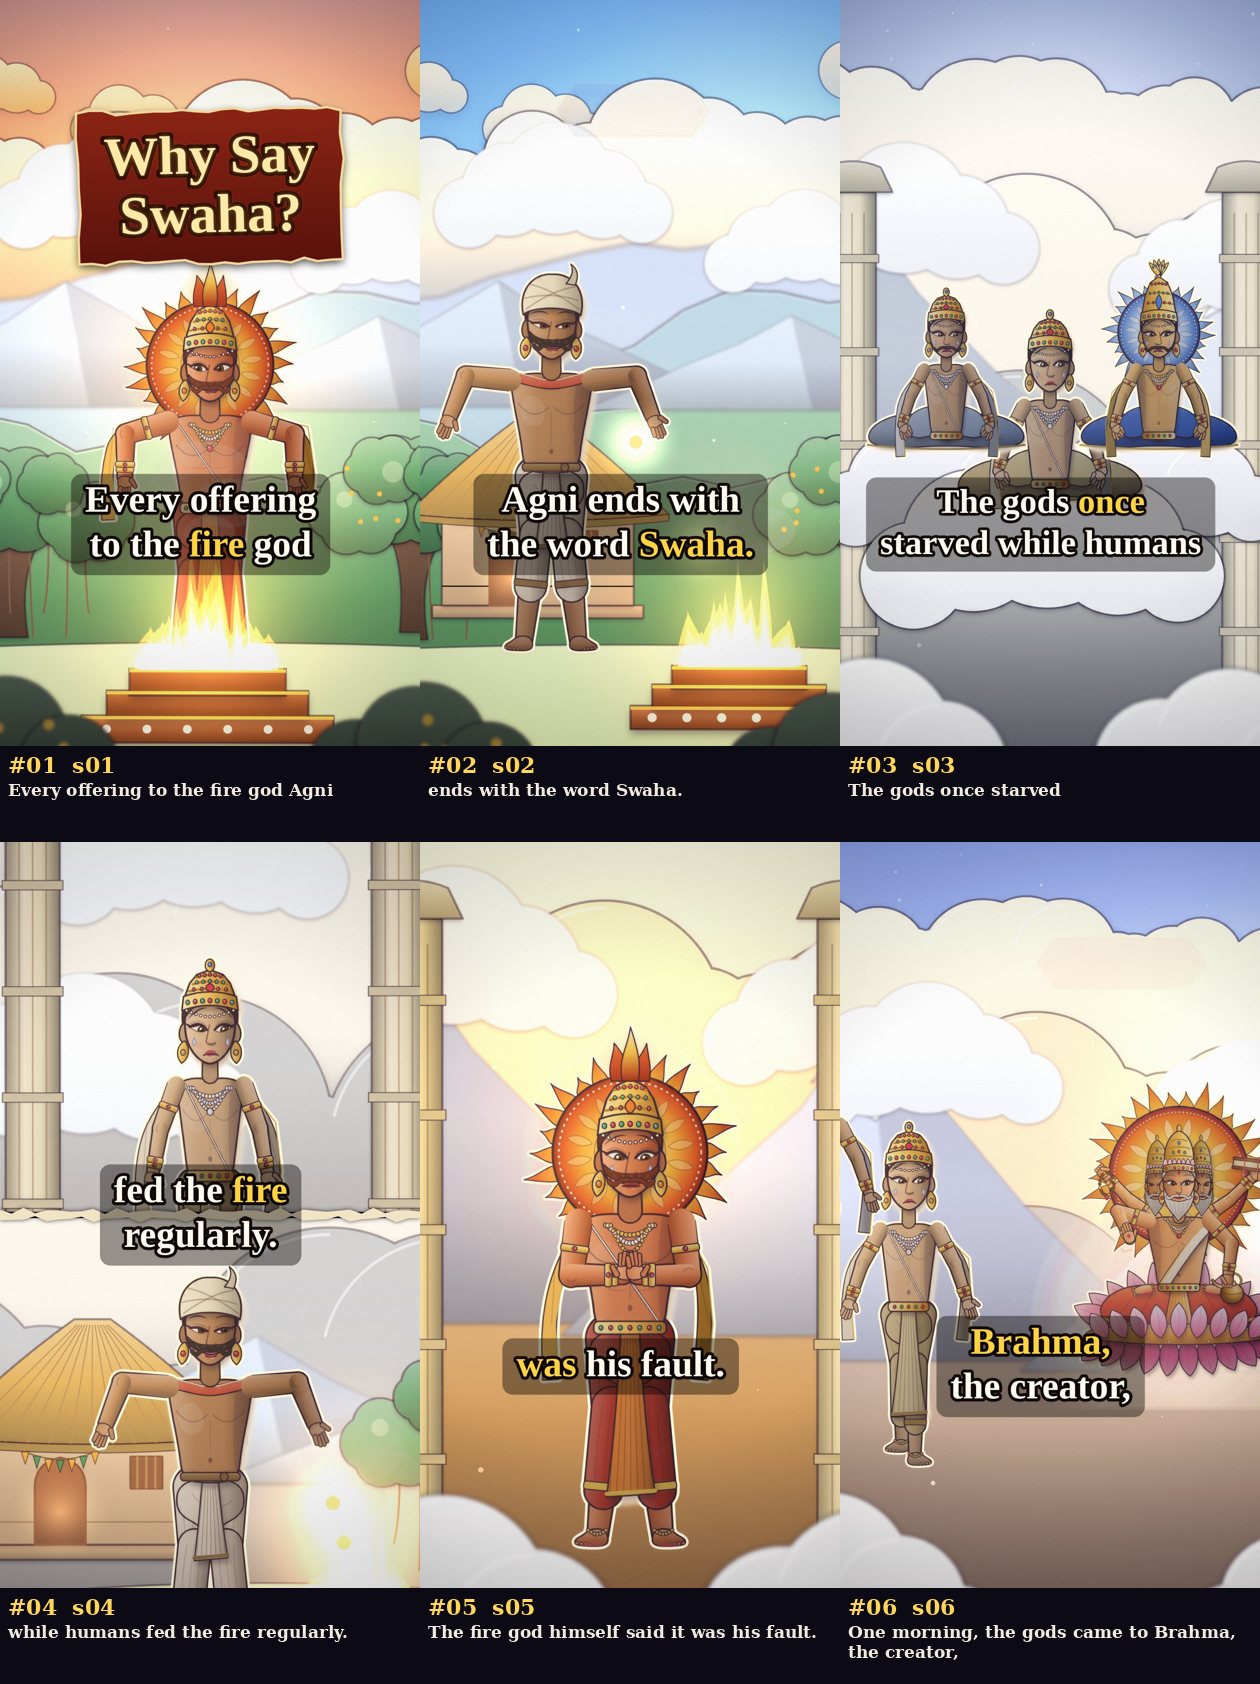 Why Say
Swaha?
Every offering
to the fire god
#01 s01
Every offering to the fire god Agni
Agni ends with
the word Swaha.
#02 s02
ends with the word Swaha.
The gods once
starved while humans
#03 s03
The gods once starved
fed the fire
regularly.
#04 s04
while humans fed the fire regularly.
was his fault.
#05 s05
The fire god himself said it was his fault.
Brahma,
the creator,
#06 s06
One morning, the gods came to Brahma,
the creator,